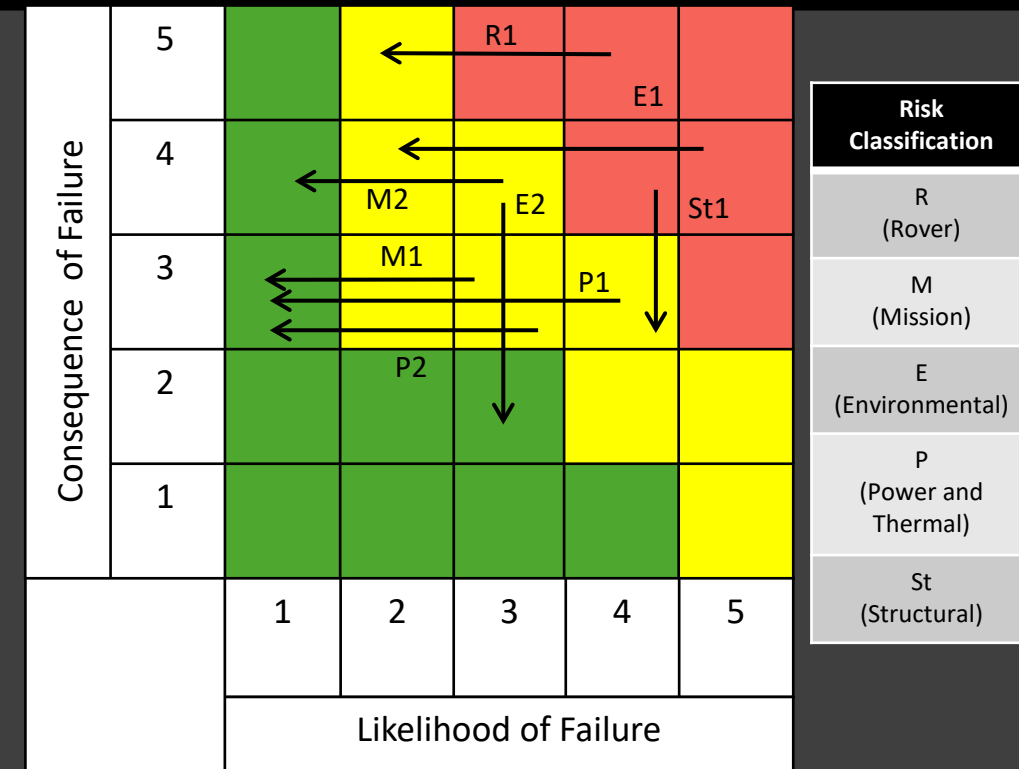 Consequence of Failure
5
R1
E1
4
M2
E2
St1
3
M1
P1
2
P2
1
1 2 3 4 5
Likelihood of Failure
Risk
Classification
R
(Rover)
M
(Mission)
E
(Environmental)
P
(Power and
Thermal)
St
(Structural)